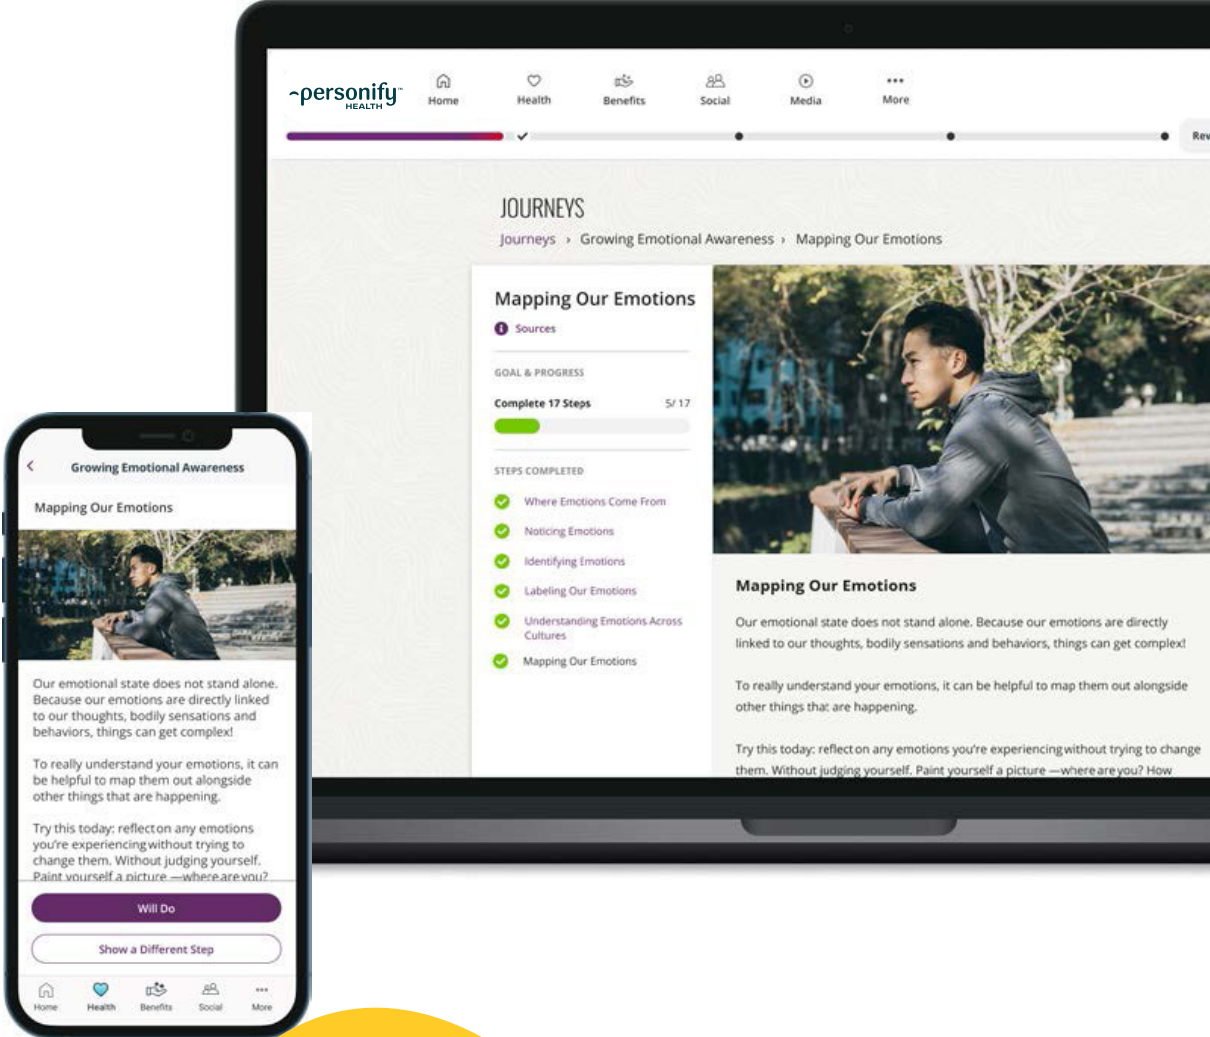 personify
HEALTH
Home
Health
Benefits
Social
Media
More
JOURNEYS
Journeys › Growing Emotional Awareness › Mapping Our Emotions
Mapping Our Emotions
Sources
GOAL & PROGRESS
Complete 17 Steps 5/ 17
STEPS COMPLETED
Where Emotions Come From
Noticing Emotions
Identifying Emotions
Labeling Our Emotions
Understanding Emotions Across
Cultures
Mapping Our Emotions
Mapping Our Emotions
Our emotional state does not stand alone. Because our emotions are directly
linked to our thoughts, bodily sensations and behaviors, things can get complex!
To really understand your emotions, it can be helpful to map them out alongside
other things that are happening.
Try this today: reflect on any emotions you're experiencing without trying to change
them. Without judging yourself. Paint yourself a picture —where are you? How
Growing Emotional Awareness
Mapping Our Emotions
Our emotional state does not stand alone.
Because our emotions are directly linked
to our thoughts, bodily sensations and
behaviors, things can get complex!
To really understand your emotions, it can
be helpful to map them out alongside
other things that are happening.
Try this today: reflect on any emotions
you're experiencing without trying to
change them. Without judging yourself.
Paint yourself a picture —where are you?
Will Do
Show a Different Step
Home
Health
Benefits
Social
More